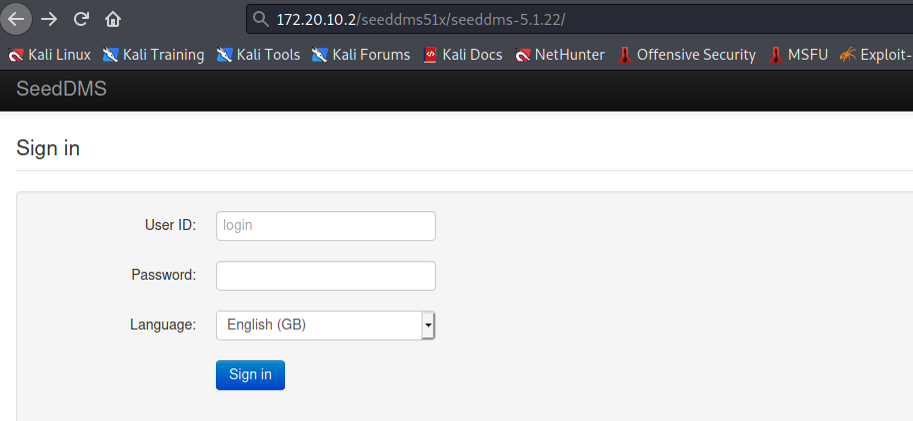 172.20.10.2/seeddms51x/seeddms-5.1.22/
Kali Linux Kali Training Kali Tools Kali Forums Kali Docs NetHunter Offensive Security MSFU Exploit-
SeedDMS
Sign in
User ID: login
Password:
Language: English (GB)
Sign in